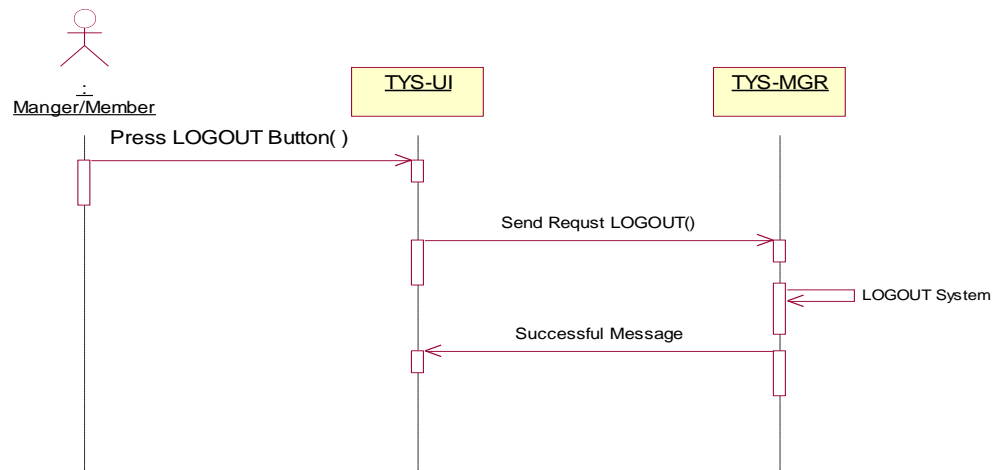 :
Manger/Member
TYS-UI
TYS-MGR
Press LOGOUT Button( )
Send Requst LOGOUT()
LOGOUT System
Successful Message